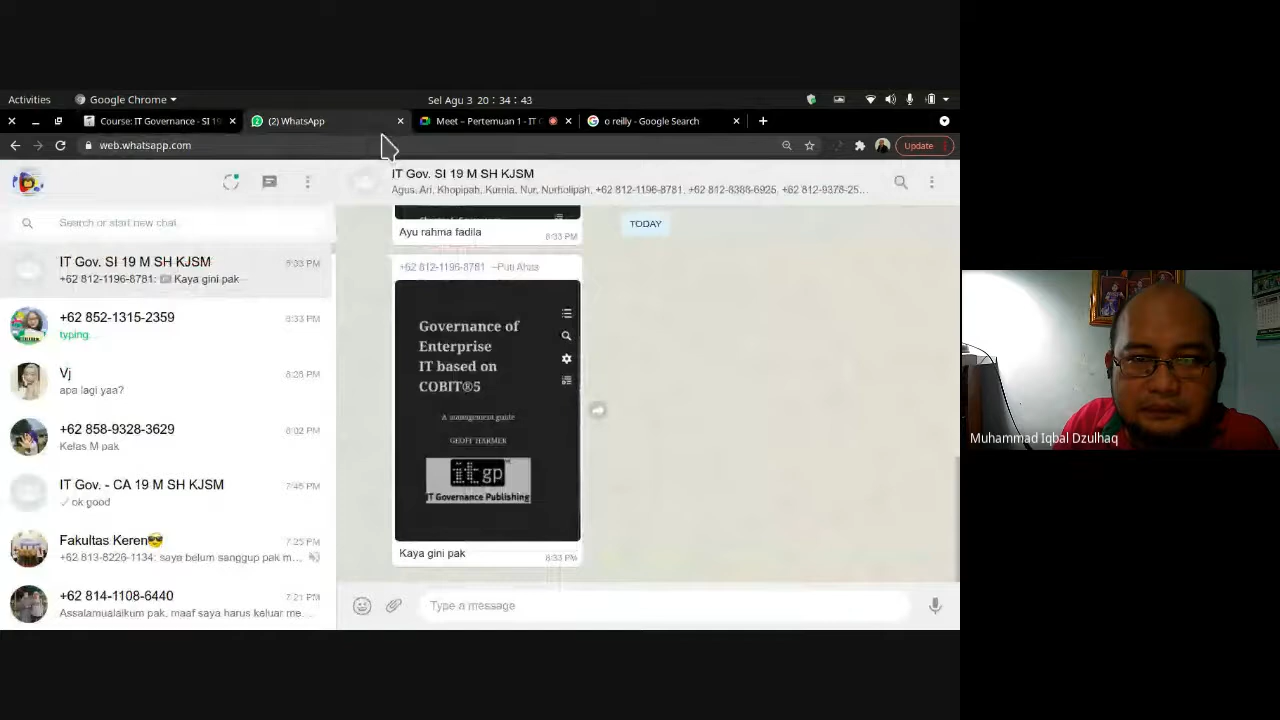 Activities
Google Chrome
Sel Agu 3 20 : 34 : 43
Course: IT Governance - SI 19
(2) WhatsApp
Meet – Pertemuan 1 - IT G
o reilly - Google Search
web.whatsapp.com
Update
IT Gov. SI 19 M SH KJSM
Agus, Ari, Khopipah, Kurnia, Nur, Nurholipah, +62 812-1196-8781, +62 812-8388-6925, +62 812-9378-25...
Search or start new chat
IT Gov. SI 19 M SH KJSM
8:33 PM
+62 812-1196-8781: Kaya gini pak
+62 852-1315-2359
8:33 PM
typing...
Vj
8:28 PM
apa lagi yaa?
+62 858-9328-3629
8:02 PM
Kelas M pak
IT Gov. - CA 19 M SH KJSM
7:45 PM
ok good
Fakultas Keren😎
7:25 PM
+62 813-8226-1134: saya belum sanggup pak m...
+62 814-1108-6440
7:21 PM
Assalamualaikum pak, maaf saya harus keluar me...
TODAY
Ayu rahma fadila
8:33 PM
+62 812-1196-8781
Governance of
Enterprise
IT based on
COBIT®5
A management guide
GEOFF HARMER
itgp
IT Governance Publishing
Kaya gini pak
8:33 PM
Type a message
Muhammad Iqbal Dzulhaq